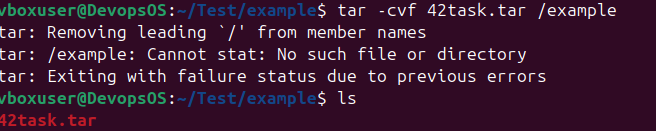 vboxuser@DevopsOS:~/Test/example$ tar -cvf 42task.tar /example
tar: Removing leading `/' from member names
tar: /example: Cannot stat: No such file or directory
tar: Exiting with failure status due to previous errors
vboxuser@DevopsOS:~/Test/example$ ls
42task.tar